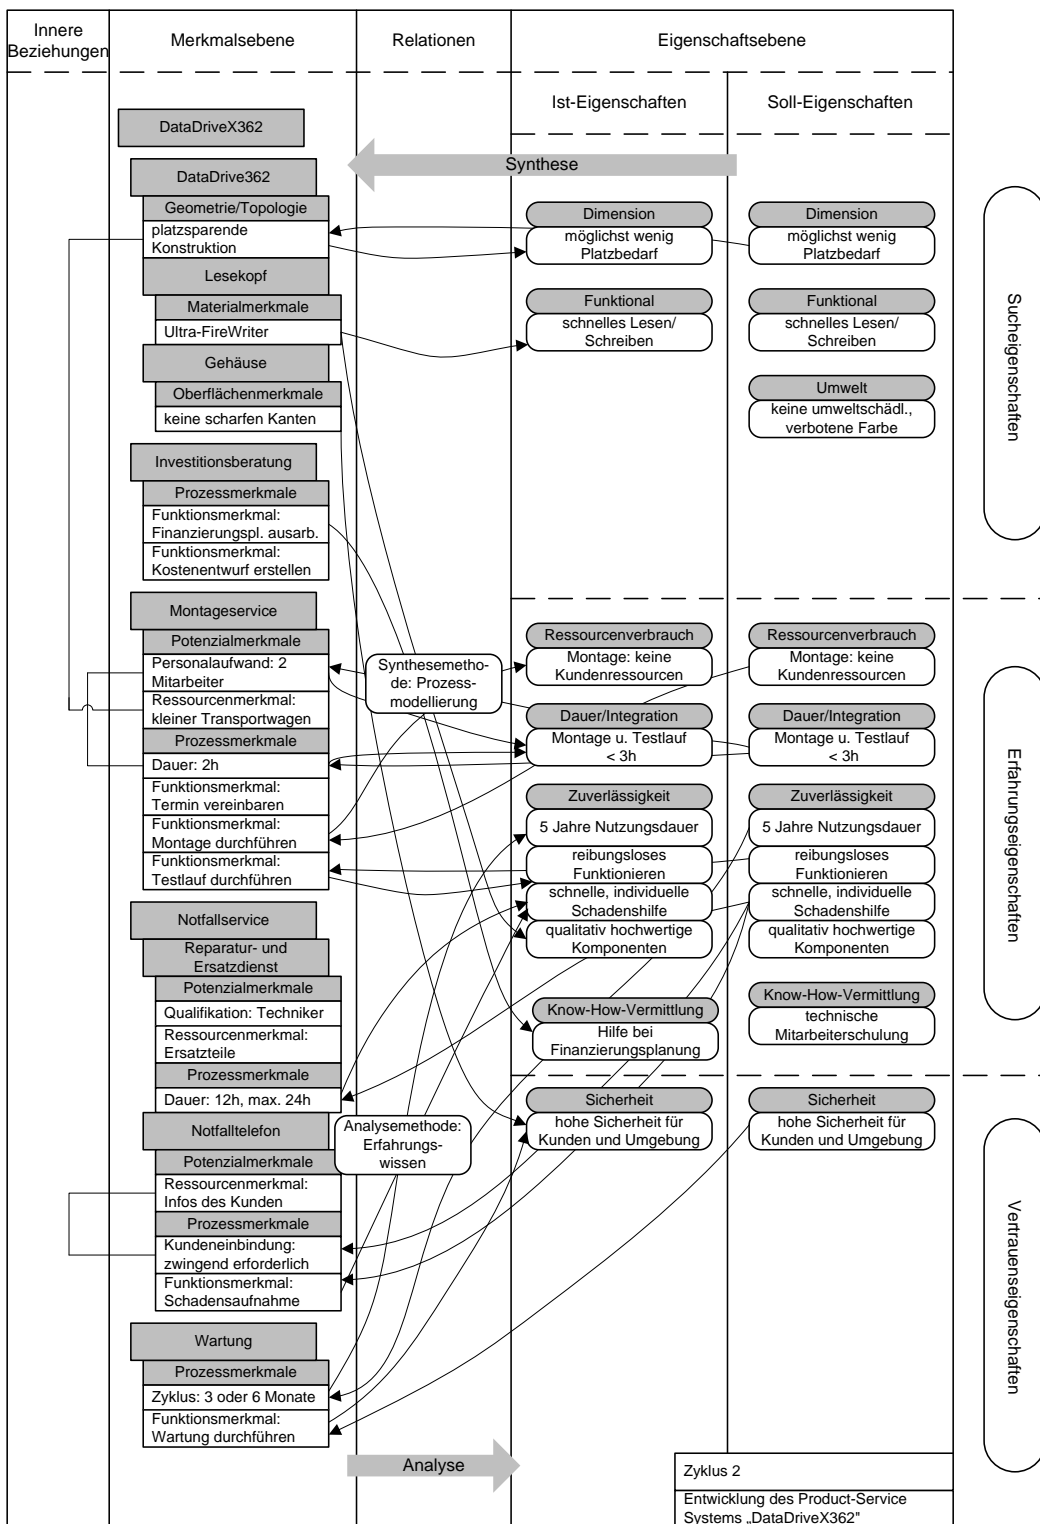 Innere
Beziehungen
Merkmalsebene
Relationen
Eigenschaftsebene
Ist-Eigenschaften
Soll-Eigenschaften
Synthese
DataDriveX362
DataDrive362
Geometrie/Topologie
platzsparende
Konstruktion
Lesekopf
Materialmerkmale
Ultra-FireWriter
Gehäuse
Oberflächenmerkmale
keine scharfen Kanten
Investitionsberatung
Prozessmerkmale
Funktionsmerkmal:
Finanzierungspl. ausarb.
Funktionsmerkmal:
Kostenentwurf erstellen
Montageservice
Potenzialmerkmale
Personalaufwand: 2
Mitarbeiter
Ressourcenmerkmal:
kleiner Transportwagen
Prozessmerkmale
Dauer: 2h
Funktionsmerkmal:
Termin vereinbaren
Funktionsmerkmal:
Montage durchführen
Funktionsmerkmal:
Testlauf durchführen
Notfallservice
Reparatur- und
Ersatzdienst
Potenzialmerkmale
Qualifikation: Techniker
Ressourcenmerkmal:
Ersatzteile
Prozessmerkmale
Dauer: 12h, max. 24h
Notfalltelefon
Potenzialmerkmale
Ressourcenmerkmal:
Infos des Kunden
Prozessmerkmale
Kundeneinbindung:
zwingend erforderlich
Funktionsmerkmal:
Schadensaufnahme
Wartung
Prozessmerkmale
Zyklus: 3 oder 6 Monate
Funktionsmerkmal:
Wartung durchführen
Synthesemetho-
de: Prozess-
modellierung
Analysemethode:
Erfahrungs-
wissen
Analyse
Dimension
möglichst wenig
Platzbedarf
Funktional
schnelles Lesen/
Schreiben
Ressourcenverbrauch
Montage: keine
Kundenressourcen
Dauer/Integration
Montage u. Testlauf
< 3h
Zuverlässigkeit
5 Jahre Nutzungsdauer
reibungsloses
Funktionieren
schnelle, individuelle
Schadenshilfe
qualitativ hochwertige
Komponenten
Know-How-Vermittlung
Hilfe bei
Finanzierungsplanung
Sicherheit
hohe Sicherheit für
Kunden und Umgebung
Dimension
möglichst wenig
Platzbedarf
Funktional
schnelles Lesen/
Schreiben
Umwelt
keine umweltschädl.,
verbotene Farbe
Ressourcenverbrauch
Montage: keine
Kundenressourcen
Dauer/Integration
Montage u. Testlauf
< 3h
Zuverlässigkeit
5 Jahre Nutzungsdauer
reibungsloses
Funktionieren
schnelle, individuelle
Schadenshilfe
qualitativ hochwertige
Komponenten
Know-How-Vermittlung
technische
Mitarbeiterschulung
Sicherheit
hohe Sicherheit für
Kunden und Umgebung
Sucheigenschaften
Erfahrungseigenschaften
Vertrauenseigenschaften
Zyklus 2
Entwicklung des Product-Service
Systems „DataDriveX362"